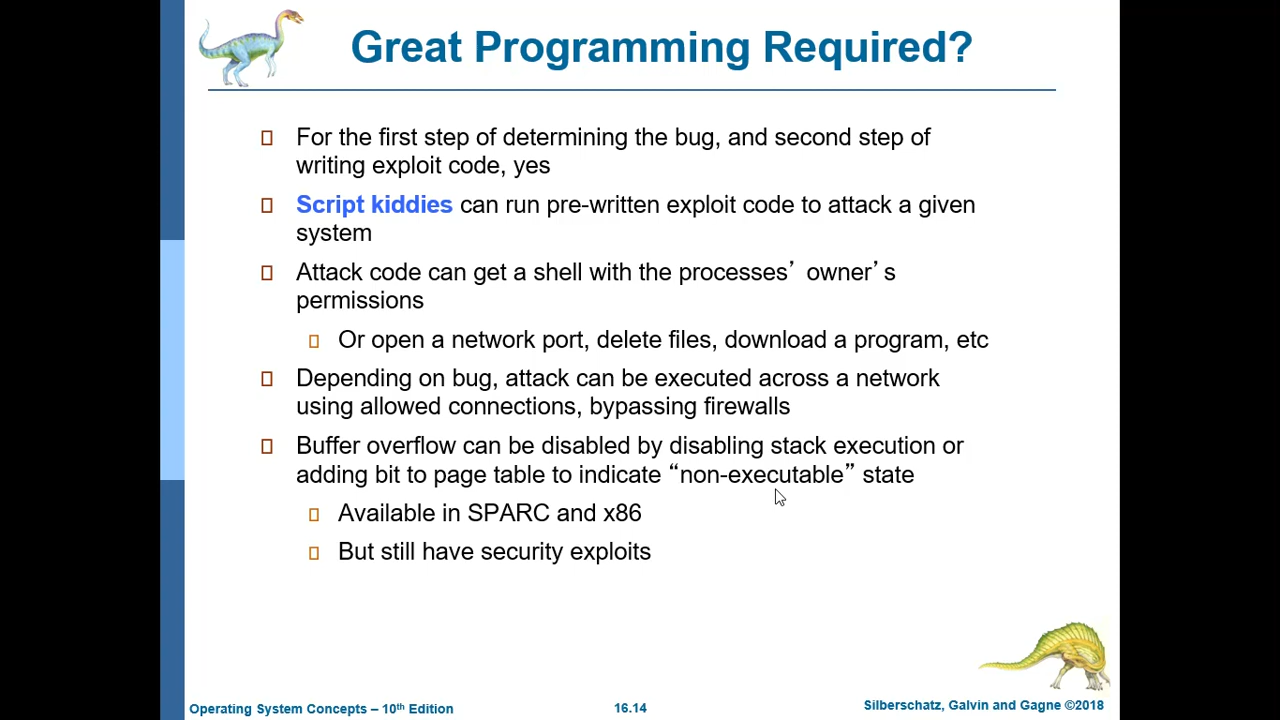 Great Programming Required?
For the first step of determining the bug, and second step of
writing exploit code, yes
Script kiddies can run pre-written exploit code to attack a given
system
Attack code can get a shell with the processes’ owner’s
permissions
Or open a network port, delete files, download a program, etc
Depending on bug, attack can be executed across a network
using allowed connections, bypassing firewalls
Buffer overflow can be disabled by disabling stack execution or
adding bit to page table to indicate “non-executable” state
Available in SPARC and x86
But still have security exploits
Operating System Concepts – 10th Edition
16.14
Silberschatz, Galvin and Gagne ©2018